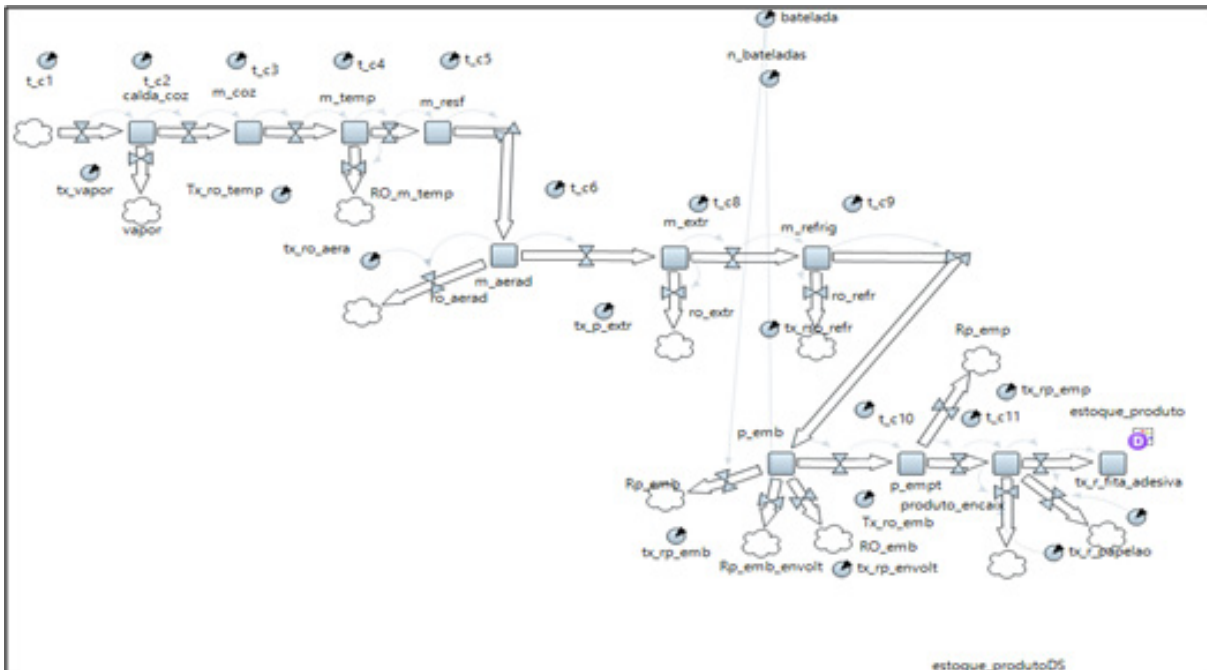 batelada
n_bateladas
t_c1
t_c2
t_c3
t_c4
t_c5
calda_coz
m_coz
m_temp
m_resf
tx_vapor
Tx_ro_temp
RO_m_temp
vapor
t_c6
t_c8
t_c9
m_extr
m_refrig
tx_ro_aera
m_aerad
ro_aerad
ro_extr
ro_refr
tx_p_extr
Rp_emp
tx_rp_emp
estoque_produto
t_c10
t_c11
p_emb
Rp_emb
p_empt
produto_encaix
tx_r_fita_adesiva
Tx_ro_emb
tx_rp_emb
RO_emb
tx_r_papelao
Rp_emb_envolt
tx_rp_envolt
estoque_produtoDS